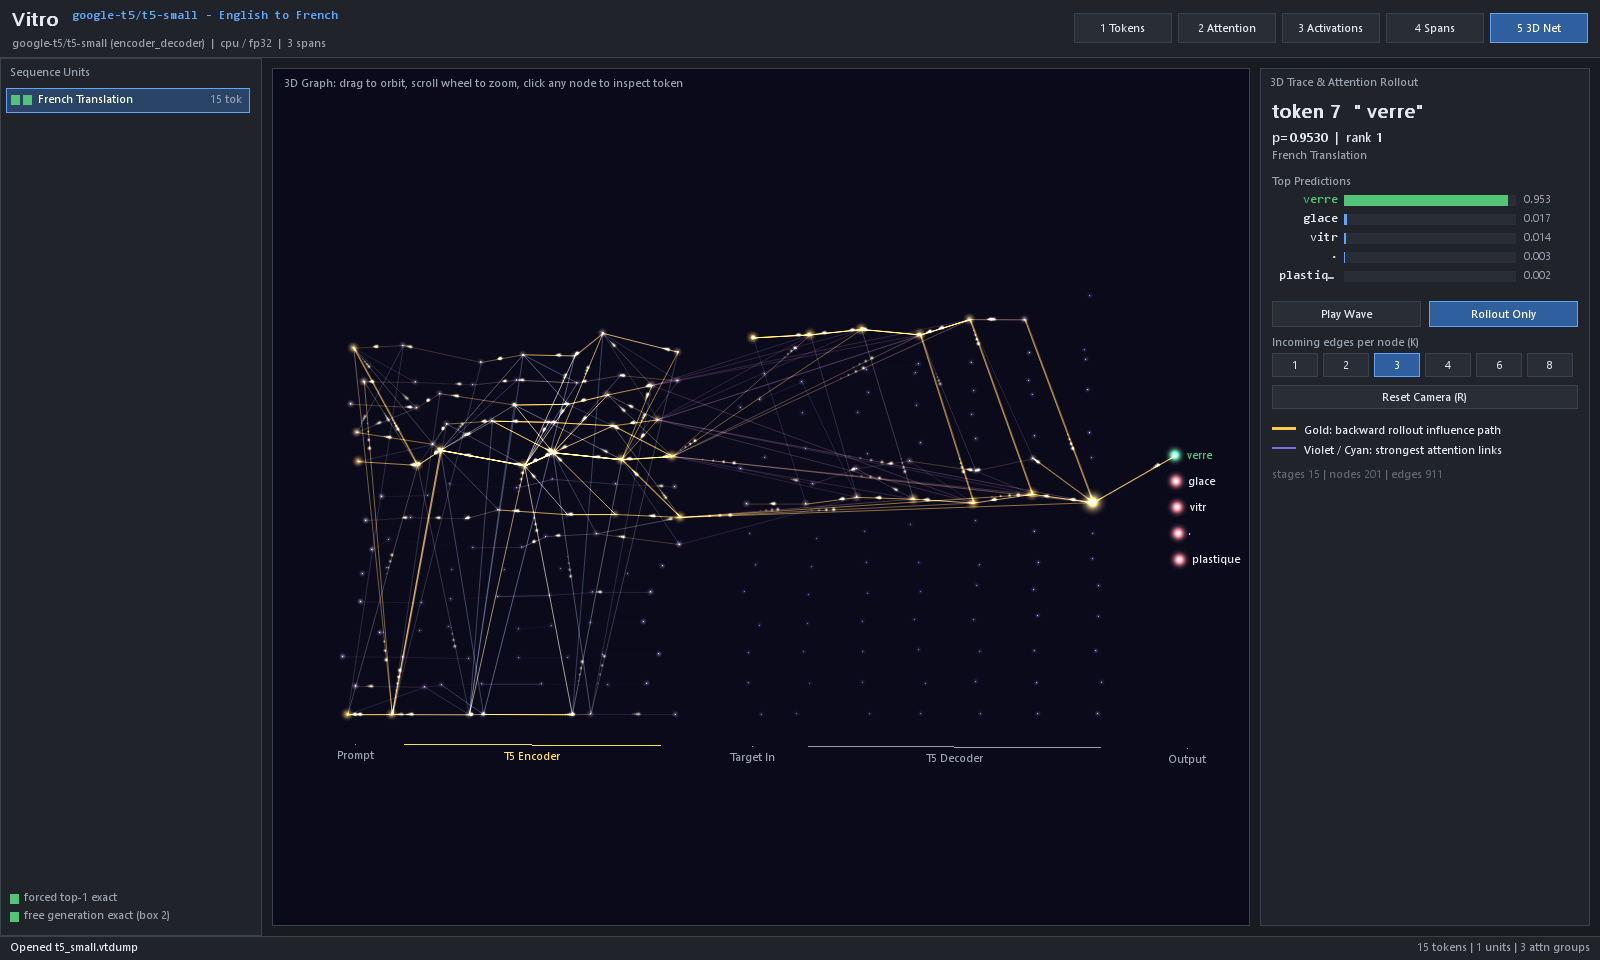 Vitro google-t5/t5-small - English to French
google-t5/t5-small (encoder_decoder) | cpu / fp32 | 3 spans
1 Tokens
2 Attention
3 Activations
4 Spans
5 3D Net
Sequence Units
French Translation 15 tok
forced top-1 exact
free generation exact (box 2)
3D Graph: drag to orbit, scroll wheel to zoom, click any node to inspect token
verre
glace
vitr
.
plastique
Prompt
T5 Encoder
Target In
T5 Decoder
Output
3D Trace & Attention Rollout
token 7 " verre"
p=0.9530 | rank 1
French Translation
Top Predictions
verre 0.953
glace 0.017
vitr 0.014
. 0.003
plastiq… 0.002
Play Wave
Rollout Only
Incoming edges per node (K)
1 2 3 4 6 8
Reset Camera (R)
Gold: backward rollout influence path
Violet / Cyan: strongest attention links
stages 15 | nodes 201 | edges 911
Opened t5_small.vtdump
15 tokens | 1 units | 3 attn groups